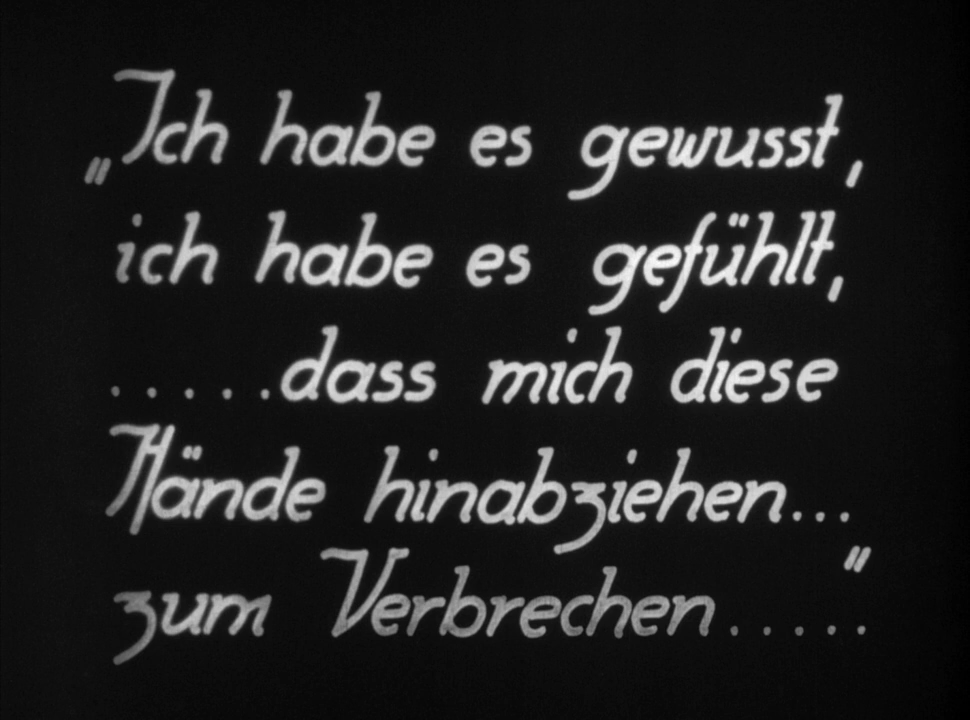 „Ich habe es gewusst,
ich habe es gefühlt,
.....dass mich diese
Hände hinabziehen...
zum Verbrechen....."